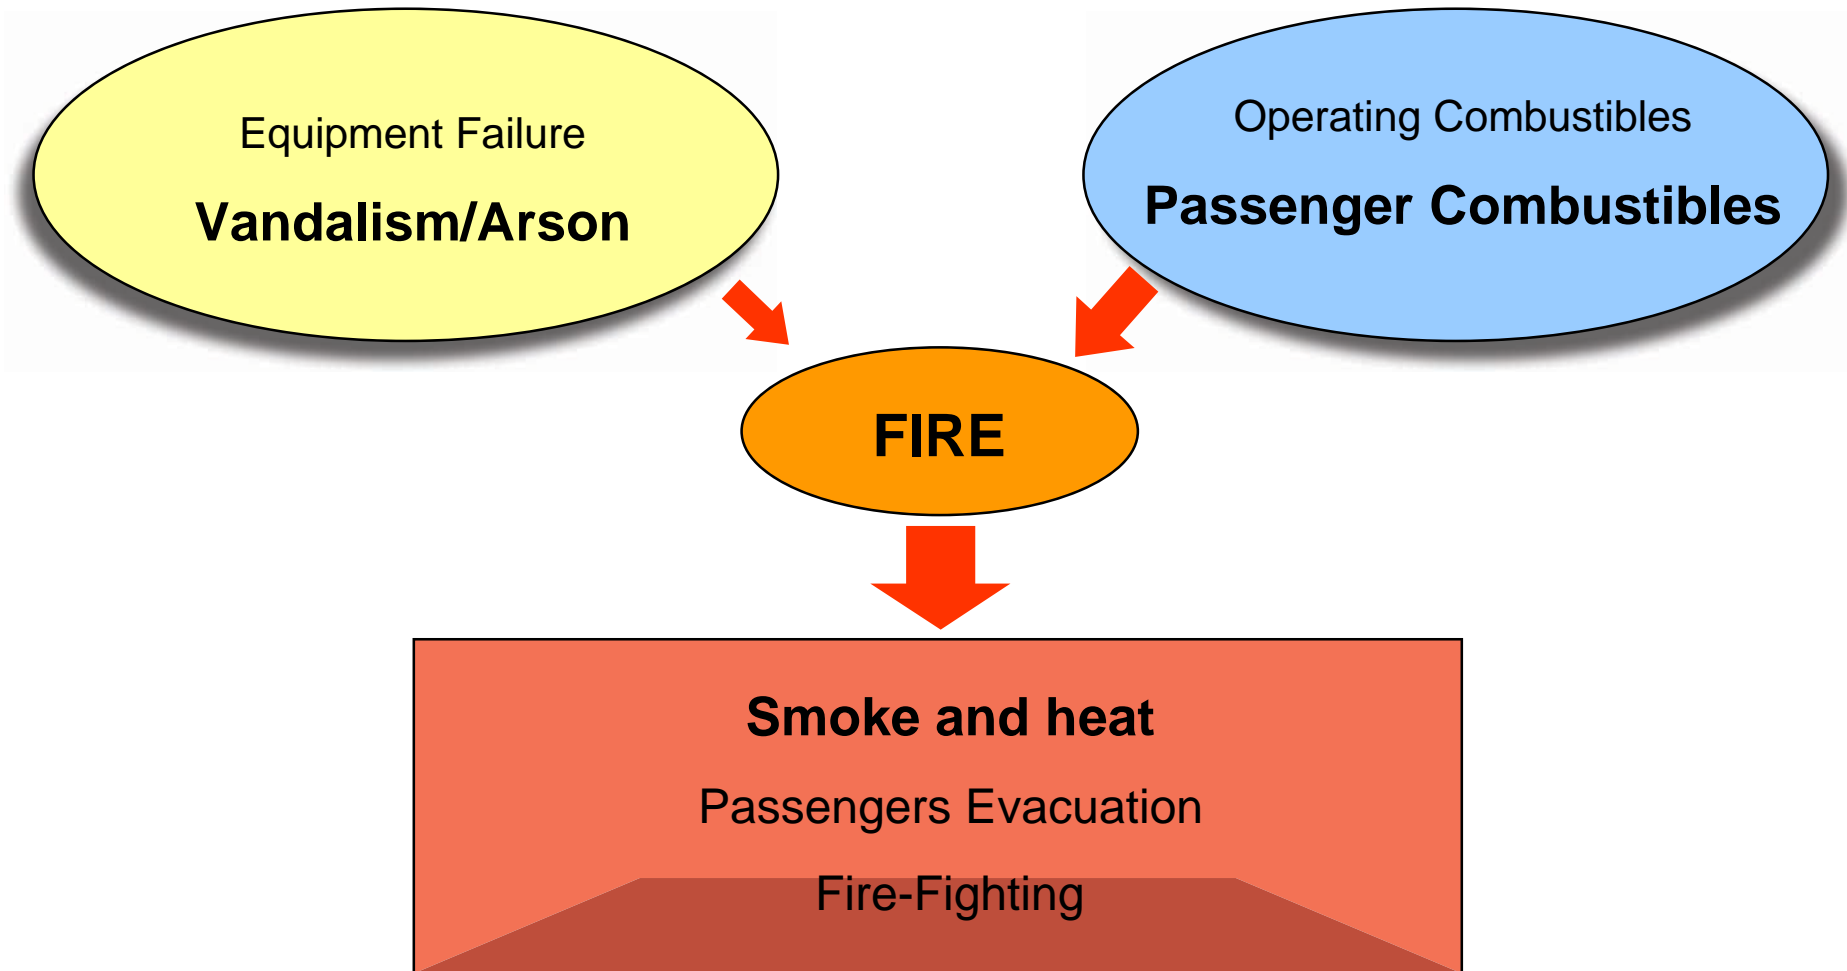 Equipment Failure
Vandalism/Arson
Operating Combustibles
Passenger Combustibles
FIRE
Smoke and heat
Passengers Evacuation
Fire-Fighting